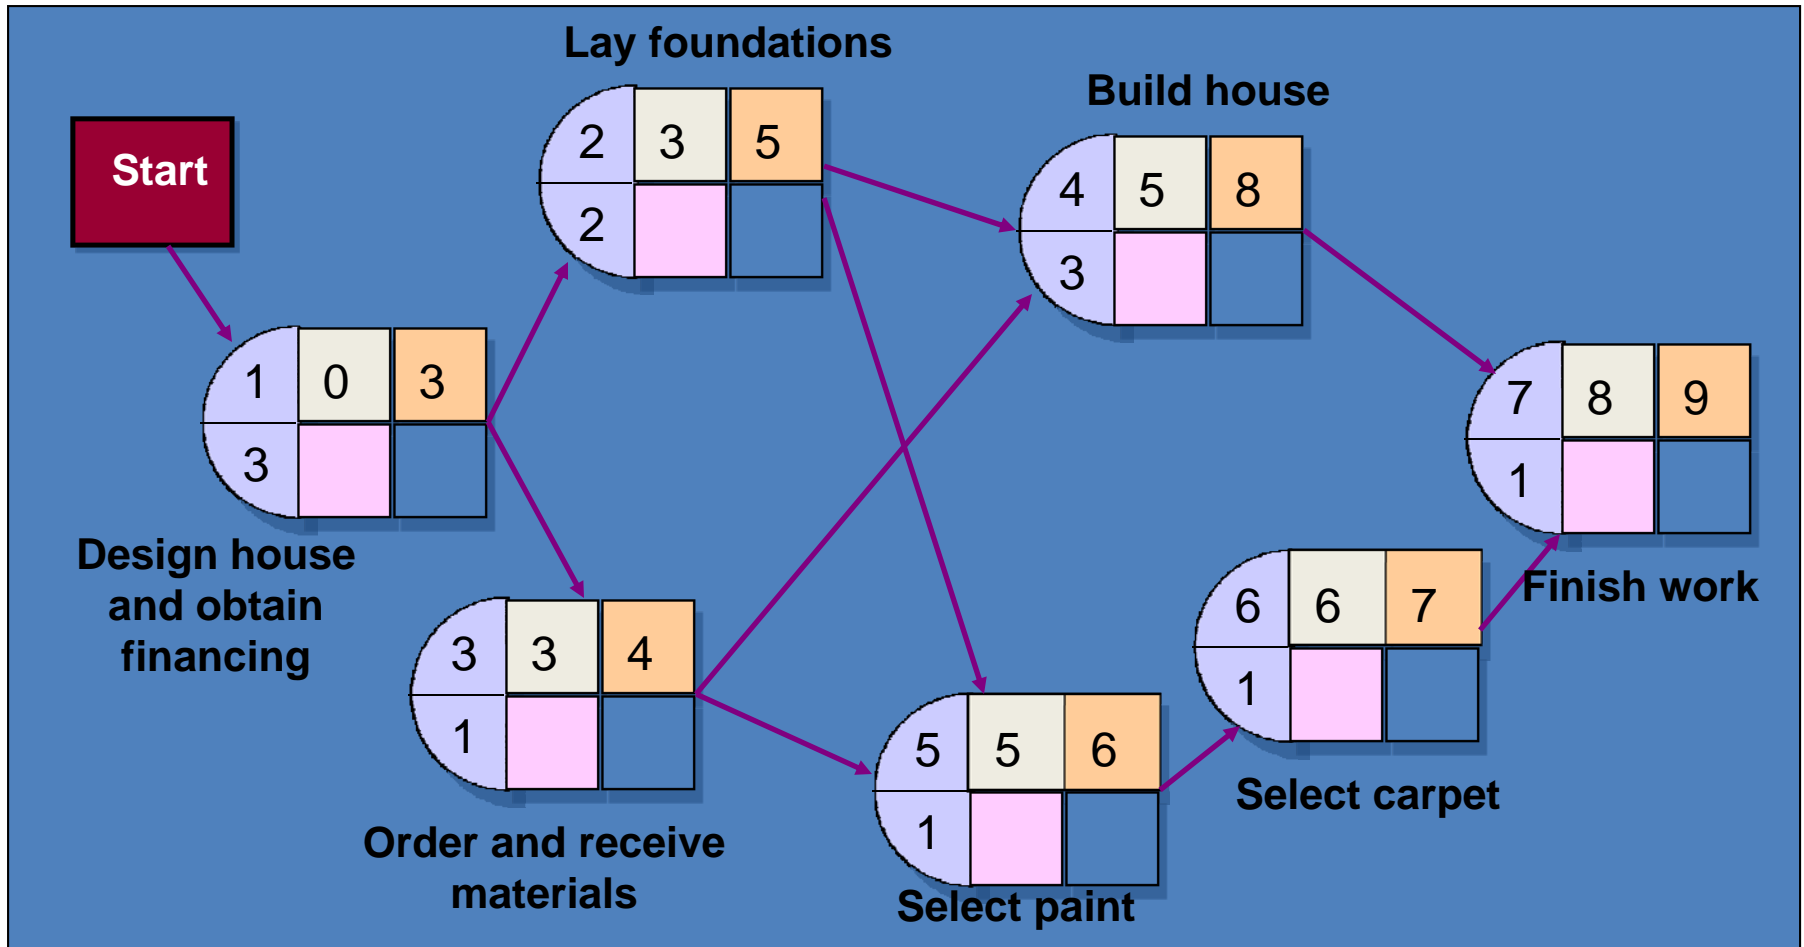 Lay foundations
Build house
Start
2 3 5
2
4 5 8
3
1 0 3
3
7 8 9
1
Design house
and obtain
financing
Finish work
6 6 7
1
3 3 4
1
5 5 6
1
Select carpet
Order and receive
materials
Select paint